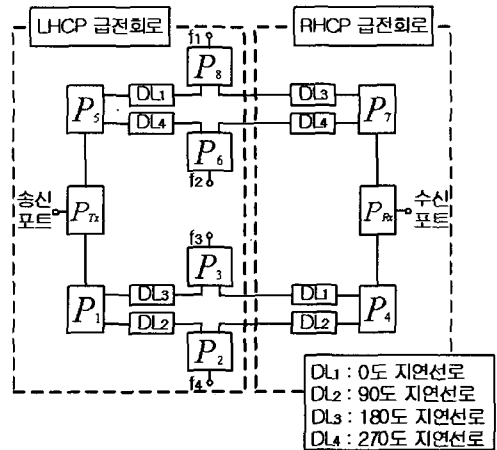 LHCP 급전회로
RHCP 급전회로
f1
P8
DL1
DL3
P5
P7
DL4
DL4
P6
f2
송신
포트
PTx
PRx
수신
포트
f3
P3
DL3
DL1
P1
P4
DL2
DL2
P2
f4
DL1 : 0도 지연선로
DL2 : 90도 지연선로
DL3 : 180도 지연선로
DL4 : 270도 지연선로